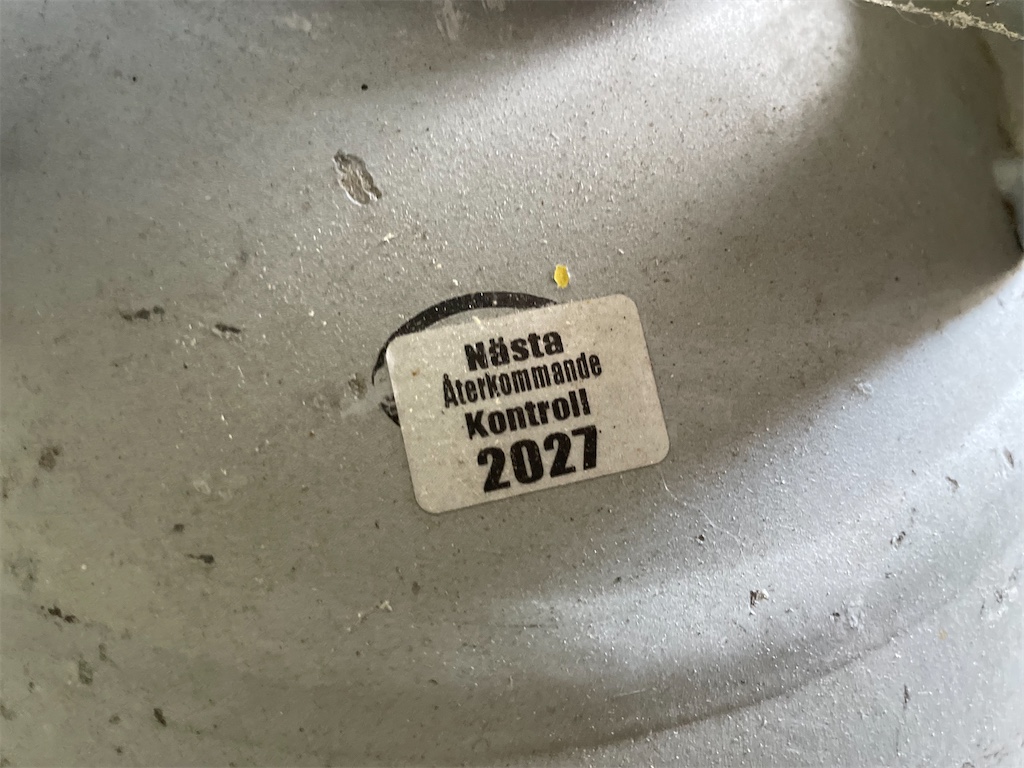 Nästa
Återkommande
Kontroll
2027